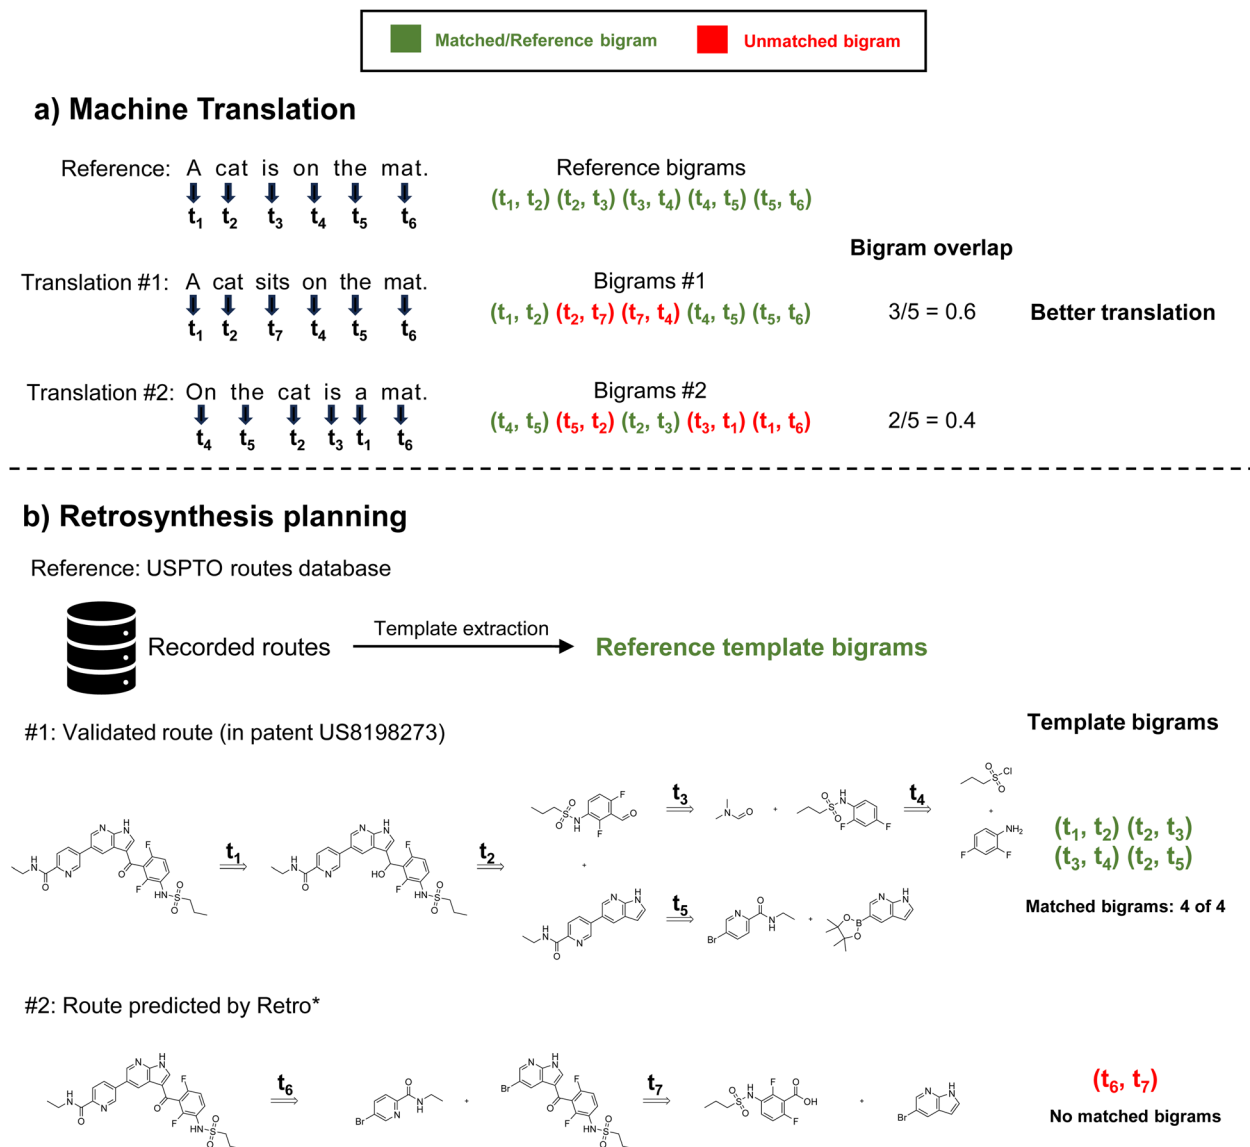 Matched/Reference bigram Unmatched bigram
a) Machine Translation
Reference: A cat is on the mat.
t1 t2 t3 t4 t5 t6
Reference bigrams
(t1, t2) (t2, t3) (t3, t4) (t4, t5) (t5, t6)
Bigram overlap
Translation #1: A cat sits on the mat.
t1 t2 t7 t4 t5 t6
Bigrams #1
(t1, t2) (t2, t7) (t7, t4) (t4, t5) (t5, t6)
3/5 = 0.6
Better translation
Translation #2: On the cat is a mat.
t4 t5 t2 t3 t1 t6
Bigrams #2
(t4, t5) (t5, t2) (t2, t3) (t3, t1) (t1, t6)
2/5 = 0.4
b) Retrosynthesis planning
Reference: USPTO routes database
Recorded routes
Template extraction
Reference template bigrams
#1: Validated route (in patent US8198273)
Template bigrams
t1
t2
t3
t4
t5
(t1, t2) (t2, t3)
(t3, t4) (t2, t5)
Matched bigrams: 4 of 4
#2: Route predicted by Retro*
t6
t7
(t6, t7)
No matched bigrams